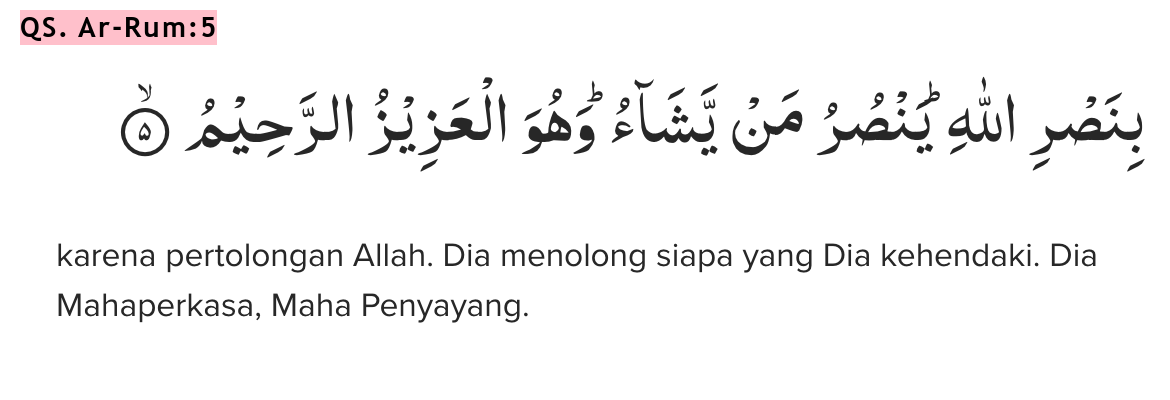 QS. Ar-Rum:5
بِنَصْرِ اللّٰهِ ۗيَنْصُرُ مَنْ يَّشَاۤءُۗ وَهُوَ الْعَزِيْزُ الرَّحِيْمُ ۙ ۝٥
karena pertolongan Allah. Dia menolong siapa yang Dia kehendaki. Dia
Mahaperkasa, Maha Penyayang.